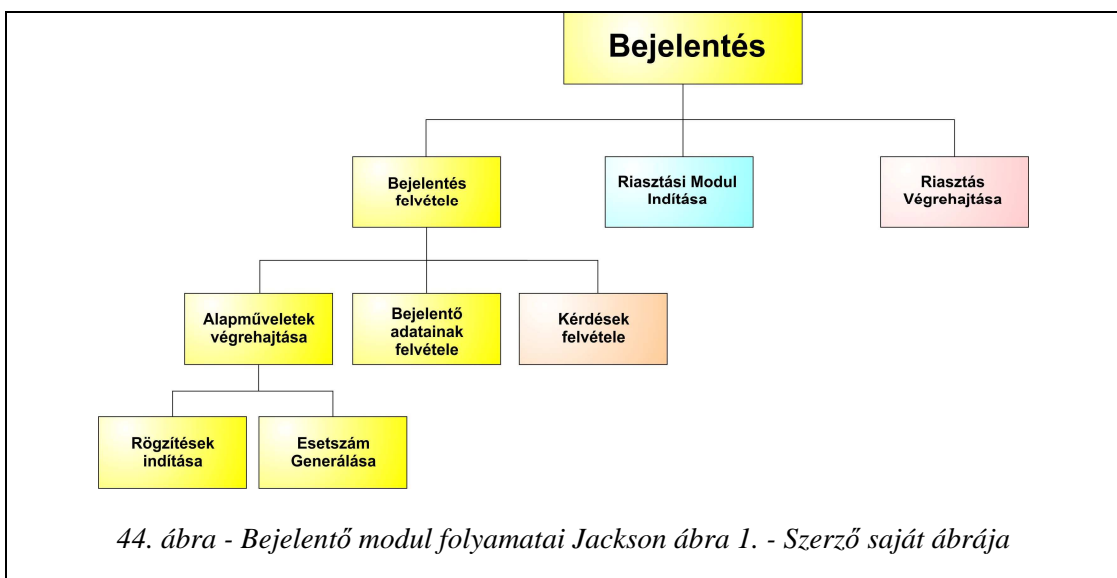 Bejelentés
Bejelentés
felvétele
Riasztási Modul
Indítása
Riasztás
Végrehajtása
Alapműveletek
végrehajtása
Bejelentő
adatainak
felvétele
Kérdések
felvétele
Rögzítések
indítása
Esetszám
Generálása
44. ábra - Bejelentő modul folyamatai Jackson ábra 1. - Szerző saját ábrája